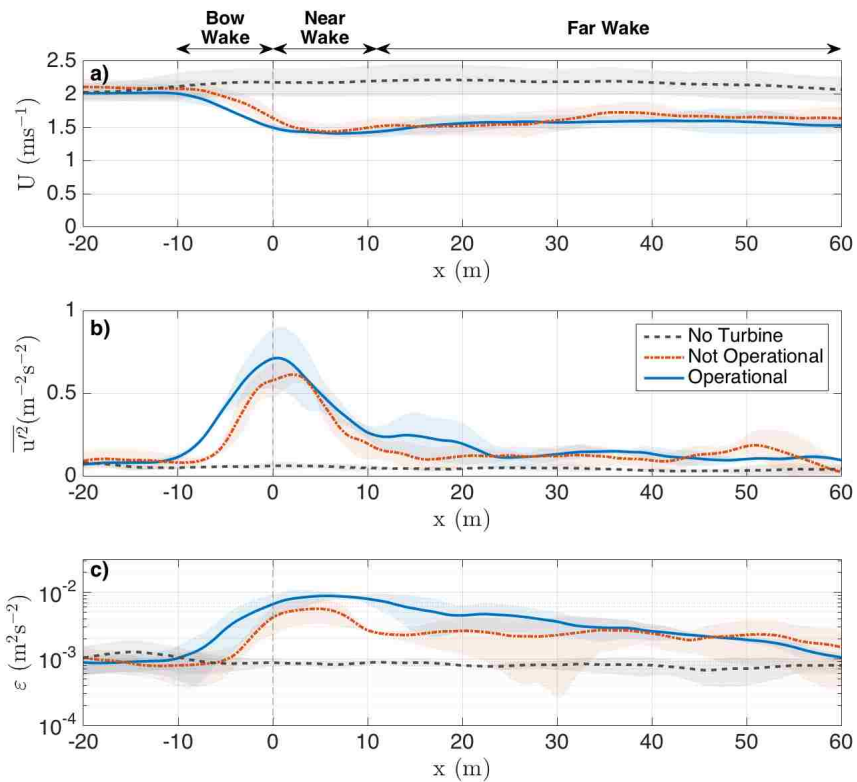 Bow Wake
Near Wake
Far Wake
a)
2.5
2
1.5
1
0.5
0
U (ms⁻¹)
-20 -10 0 10 20 30 40 50 60
x (m)
b)
1
0.5
0
u′² (m⁻²s⁻²)
No Turbine
Not Operational
Operational
-20 -10 0 10 20 30 40 50 60
x (m)
c)
10⁻²
10⁻³
10⁻⁴
ε (m²s⁻²)
-20 -10 0 10 20 30 40 50 60
x (m)